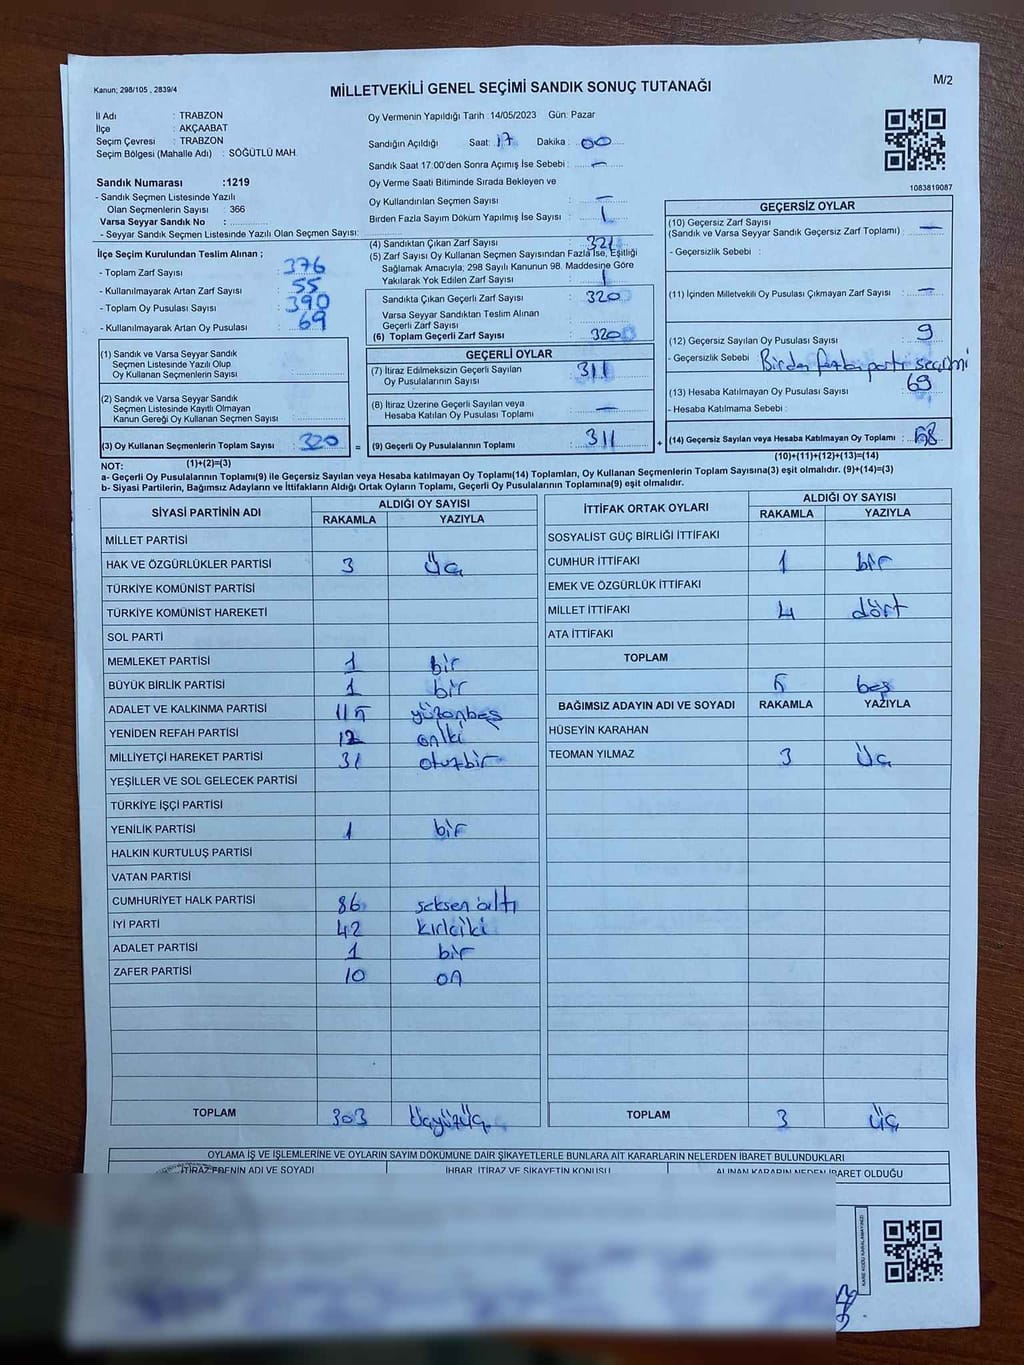 Kanun; 298/105 , 2839/4
MİLLETVEKİLİ GENEL SEÇİMİ SANDIK SONUÇ TUTANAĞI
M/2
İl Adı : TRABZON
İlçe : AKÇAABAT
Seçim Çevresi : TRABZON
Seçim Bölgesi (Mahalle Adı) : SÖĞÜTLÜ MAH.
Sandık Numarası :1219
- Sandık Seçmen Listesinde Yazılı
Olan Seçmenlerin Sayısı : 366
Varsa Seyyar Sandık No :
- Seyyar Sandık Seçmen Listesinde Yazılı Olan Seçmen Sayısı:
Oy Vermenin Yapıldığı Tarih : 14/05/2023 Gün: Pazar
Sandığın Açıldığı Saat: 17 Dakika : 00
Sandık Saat 17:00'den Sonra Açımış İse Sebebi : —
Oy Verme Saati Bitiminde Sırada Bekleyen ve
Oy Kullandırılan Seçmen Sayısı : —
Birden Fazla Sayım Döküm Yapılmış İse Sayısı : 1
1083819087
İlçe Seçim Kurulundan Teslim Alınan ;
- Toplam Zarf Sayısı : 376
- Kullanılmayarak Artan Zarf Sayısı : 55
- Toplam Oy Pusulası Sayısı : 390
- Kullanılmayarak Artan Oy Pusulası : 69
(4) Sandıktan Çıkan Zarf Sayısı : 321
(5) Zarf Sayısı Oy Kullanan Seçmen Sayısından Fazla İse, Eşitliği
Sağlamak Amacıyla; 298 Sayılı Kanunun 98. Maddesine Göre
Yakılarak Yok Edilen Zarf Sayısı : 1
Sandıkta Çıkan Geçerli Zarf Sayısı : 320
Varsa Seyyar Sandıktan Teslim Alınan
Geçerli Zarf Sayısı :
(6) Toplam Geçerli Zarf Sayısı : 320
GEÇERSİZ OYLAR
(10) Geçersiz Zarf Sayısı
(Sandık ve Varsa Seyyar Sandık Geçersiz Zarf Toplamı) : —
- Geçersizlik Sebebi :
(11) İçinden Milletvekili Oy Pusulası Çıkmayan Zarf Sayısı : —
(12) Geçersiz Sayılan Oy Pusulası Sayısı : 9
- Geçersizlik Sebebi : Birden fazla parti seçimi
(13) Hesaba Katılmayan Oy Pusulası Sayısı : 69
- Hesaba Katılmama Sebebi :
(14) Geçersiz Sayılan veya Hesaba Katılmayan Oy Toplamı :
(10)+(11)+(12)+(13)=(14)
(1) Sandık ve Varsa Seyyar Sandık
Seçmen Listesinde Yazılı Olup
Oy Kullanan Seçmenlerin Sayısı :
(2) Sandık ve Varsa Seyyar Sandık
Seçmen Listesinde Kayıtlı Olmayan
Kanun Gereği Oy Kullanan Seçmen Sayısı :
(3) Oy Kullanan Seçmenlerin Toplam Sayısı : 320 =
(1)+(2)=(3)
GEÇERLİ OYLAR
(7) İtiraz Edilmeksizin Geçerli Sayılan
Oy Pusulalarının Sayısı : 311
(8) İtiraz Üzerine Geçerli Sayılan veya
Hesaba Katılan Oy Pusulası Toplamı : —
(9) Geçerli Oy Pusulalarının Toplamı : 311 +
NOT:
a- Geçerli Oy Pusulalarının Toplamı(9) ile Geçersiz Sayılan veya Hesaba katılmayan Oy Toplamı(14) Toplamları, Oy Kullanan Seçmenlerin Toplam Sayısına(3) eşit olmalıdır. (9)+(14)=(3)
b- Siyasi Partilerin, Bağımsız Adayların ve İttifakların Aldığı Ortak Oyların Toplamı, Geçerli Oy Pusulalarının Toplamına(9) eşit olmalıdır.
SİYASİ PARTİNİN ADI ALDIĞI OY SAYISI
RAKAMLA YAZIYLA
MİLLET PARTİSİ
HAK VE ÖZGÜRLÜKLER PARTİSİ 3 üç
TÜRKİYE KOMÜNİST PARTİSİ
TÜRKİYE KOMÜNİST HAREKETİ
SOL PARTİ
MEMLEKET PARTİSİ 1 bir
BÜYÜK BİRLİK PARTİSİ 1 bir
ADALET VE KALKINMA PARTİSİ 115 yüzonbeş
YENİDEN REFAH PARTİSİ 12 oniki
MİLLİYETÇİ HAREKET PARTİSİ 31 otuzbir
YEŞİLLER VE SOL GELECEK PARTİSİ
TÜRKİYE İŞÇİ PARTİSİ
YENİLİK PARTİSİ 1 bir
HALKIN KURTULUŞ PARTİSİ
VATAN PARTİSİ
CUMHURİYET HALK PARTİSİ 86 seksen altı
İYİ PARTİ 42 kırkiki
ADALET PARTİSİ 1 bir
ZAFER PARTİSİ 10 on
TOPLAM 303 üçyüzüç
İTTİFAK ORTAK OYLARI ALDIĞI OY SAYISI
RAKAMLA YAZIYLA
SOSYALİST GÜÇ BİRLİĞİ İTTİFAKI
CUMHUR İTTİFAKI 1 bir
EMEK VE ÖZGÜRLÜK İTTİFAKI
MİLLET İTTİFAKI 4 dört
ATA İTTİFAKI
TOPLAM
5 beş
BAĞIMSIZ ADAYIN ADI VE SOYADI RAKAMLA YAZIYLA
HÜSEYİN KARAHAN
TEOMAN YILMAZ 3 üç
TOPLAM 3 üç
OYLAMA İŞ VE İŞLEMLERİNE VE OYLARIN SAYIM DÖKÜMÜNE DAİR ŞİKAYETLERLE BUNLARA AİT KARARLARIN NELERDEN İBARET BULUNDUKLARI
İTİRAZ EDENİN ADI VE SOYADI İHBAR, İTİRAZ VE ŞİKAYETİN KONUSU ALINAN KARARIN NEDEN İBARET OLDUĞU
KARE KODU KARALAMAYINIZ!